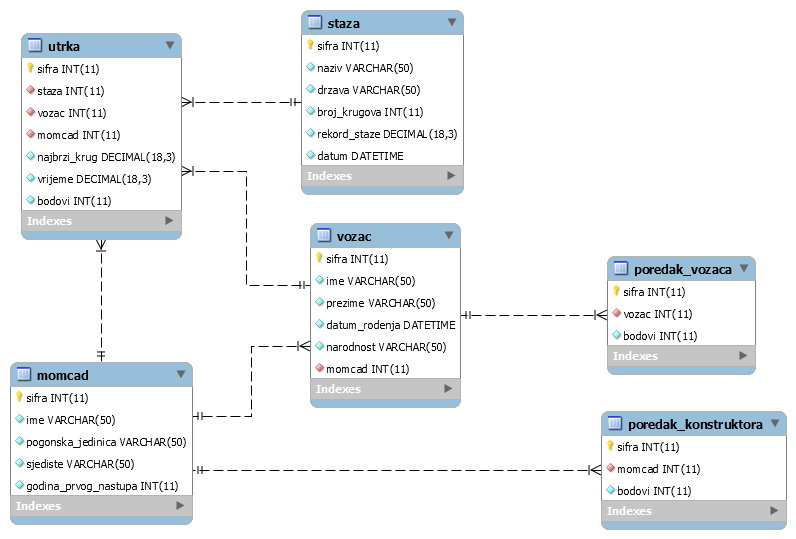 utrka
sifra INT(11)
staza INT(11)
vozac INT(11)
momcad INT(11)
najbrzi_krug DECIMAL(18,3)
vrijeme DECIMAL(18,3)
bodovi INT(11)
Indexes
staza
sifra INT(11)
naziv VARCHAR(50)
drzava VARCHAR(50)
broj_krugova INT(11)
rekord_staze DECIMAL(18,3)
datum DATETIME
Indexes
vozac
sifra INT(11)
ime VARCHAR(50)
prezime VARCHAR(50)
datum_rodenja DATETIME
narodnost VARCHAR(50)
momcad INT(11)
Indexes
poredak_vozaca
sifra INT(11)
vozac INT(11)
bodovi INT(11)
Indexes
momcad
sifra INT(11)
ime VARCHAR(50)
pogonska_jedinica VARCHAR(50)
sjediste VARCHAR(50)
godina_prvog_nastupa INT(11)
Indexes
poredak_konstruktora
sifra INT(11)
momcad INT(11)
bodovi INT(11)
Indexes